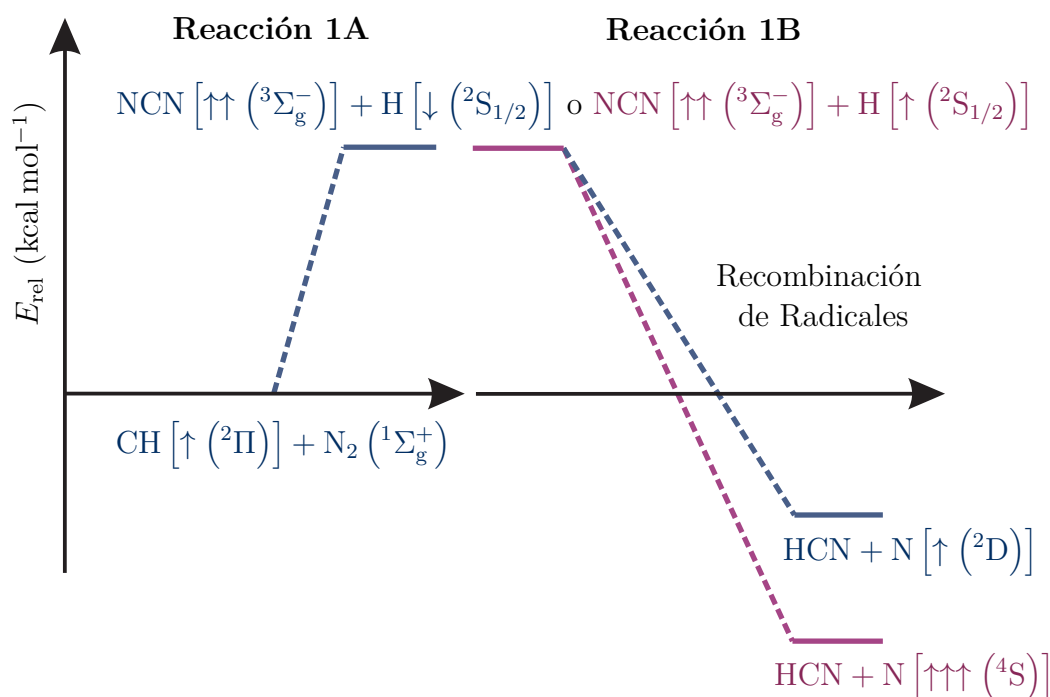 Reacción 1A
Reacción 1B
NCN [↑↑ (³Σg⁻)] + H [↓ (²S1/2)] o NCN [↑↑ (³Σg⁻)] + H [↑ (²S1/2)]
Erel (kcal mol⁻¹)
Recombinación
de Radicales
CH [↑ (²Π)] + N₂ (¹Σg⁺)
HCN + N [↑ (²D)]
HCN + N [↑↑↑ (⁴S)]